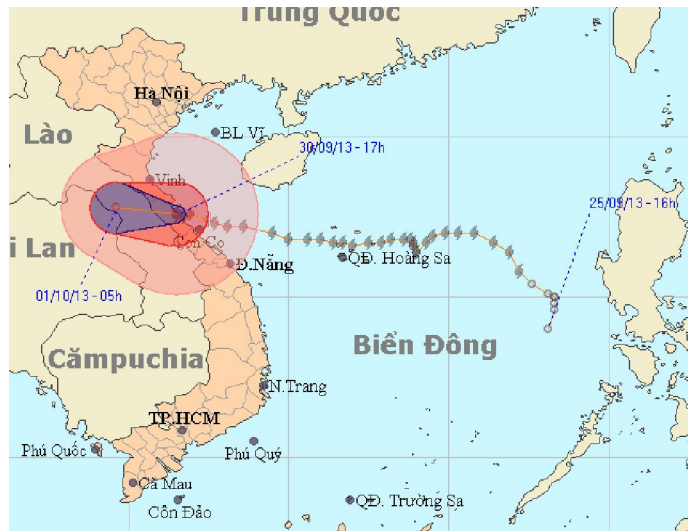 Trung Quốc
Hà Nội
Lào
BL Vĩ
30/09/13 - 17h
Vinh
25/09/13 - 16h
Cồn Cỏ
i Lan
Đ.Nẵng
QĐ. Hoàng Sa
01/10/13 - 05h
Biển Đông
Cămpuchia
N.Trang
TP.HCM
Phú Quốc
Phú Quý
Cà Mau
Côn Đảo
QĐ. Trường Sa